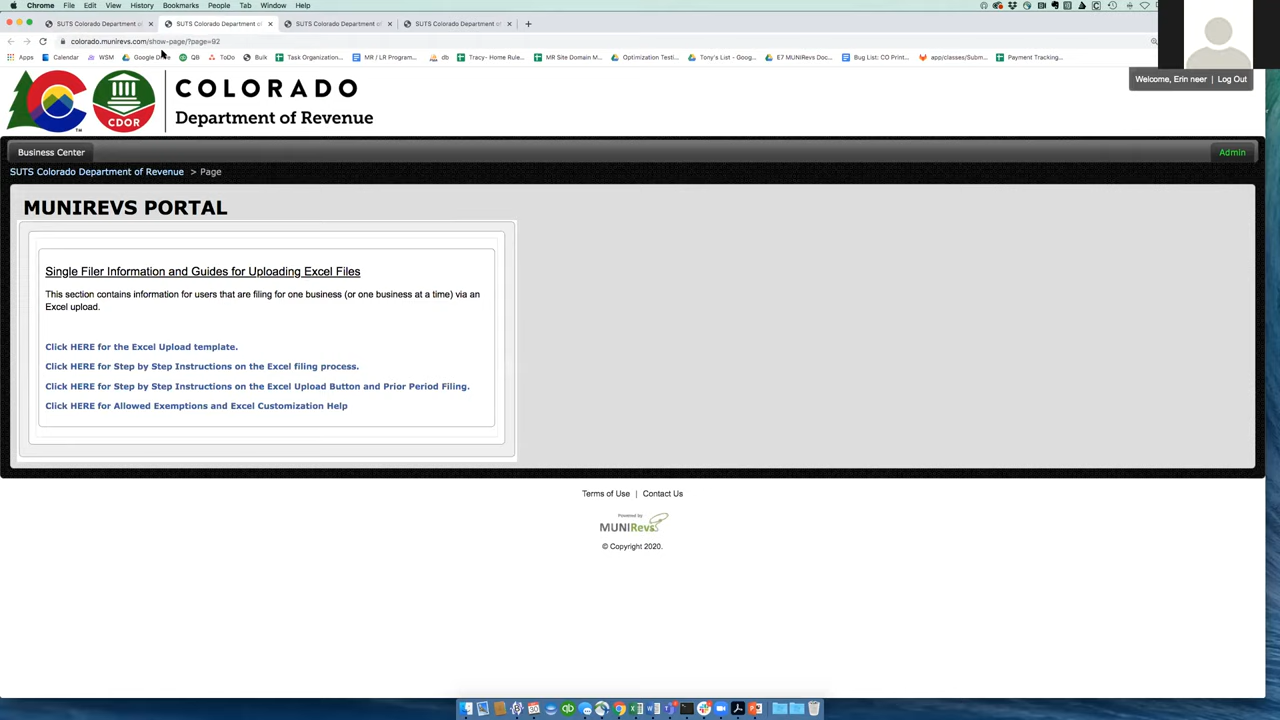 Chrome File Edit View History Bookmarks People Tab Window Help
SUTS Colorado Department of SUTS Colorado Department of SUTS Colorado Department of SUTS Colorado Department of
colorado.munirevs.com/show-page/?page=92
Apps Calendar WSM Google QB ToDo Bulk Task Organization... MR / LR Program... db Tracy- Home Rule... MR Site Domain M... Optimization Testi... Tony's List - Goog... E7 MUNIRevs Doc... Bug List: CO Print... app/classes/Subm... Payment Tracking...
COLORADO
Department of Revenue
CDOR
TM
Welcome, Erin neer | Log Out
Business Center
Admin
SUTS Colorado Department of Revenue > Page
MUNIREVS PORTAL
Single Filer Information and Guides for Uploading Excel Files
This section contains information for users that are filing for one business (or one business at a time) via an
Excel upload.
Click HERE for the Excel Upload template.
Click HERE for Step by Step Instructions on the Excel filing process.
Click HERE for Step by Step Instructions on the Excel Upload Button and Prior Period Filing.
Click HERE for Allowed Exemptions and Excel Customization Help
Terms of Use | Contact Us
Powered by
MUNIRevs
© Copyright 2020.